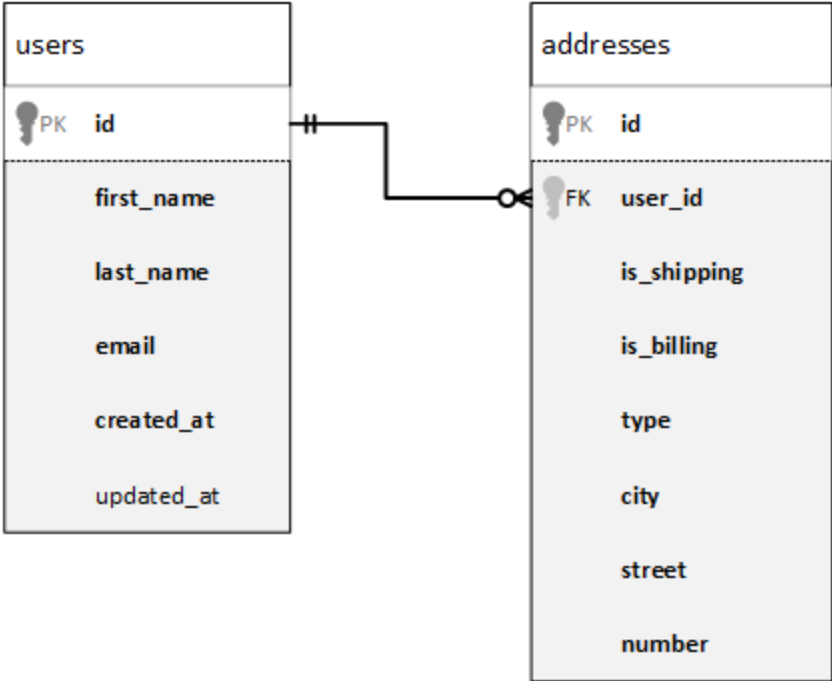 users
PK id
first_name
last_name
email
created_at
updated_at
addresses
PK id
FK user_id
is_shipping
is_billing
type
city
street
number